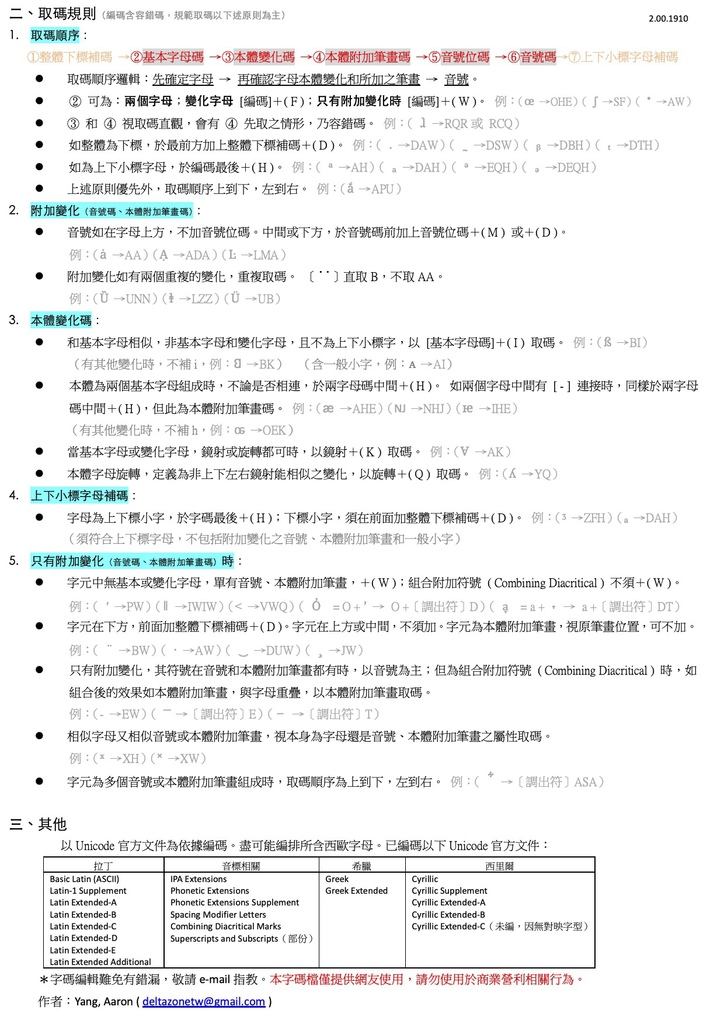 二、取碼規則（編碼含容錯碼，規範取碼以下述原則為主）
2.00.1910
1. 取碼順序：
①整體下標補碼 →②基本字母碼 →③本體變化碼 →④本體附加筆畫碼 →⑤音號位碼 →⑥音號碼→⑦上下小標字母補碼
● 取碼順序邏輯：先確定字母 → 再確認字母本體變化和所加之筆畫 → 音號。
● ② 可為：兩個字母；變化字母 [編碼]＋( F )；只有附加變化時 [編碼]＋( W )。 例：( œ →OHE) ( ʃ →SF) ( ˚ →AW )
● ③ 和 ④ 視取碼直觀，會有 ④ 先取之情形，乃容錯碼。 例：( →RQR 或 RCQ )
● 如整體為下標，於最前方加上整體下標補碼＋( D )。 例：( . →DAW ) ( ˷ →DSW ) ( ᵦ →DBH ) ( ₜ →DTH )
● 如為上下小標字母，於編碼最後＋( H )。 例：( ᵃ →AH ) ( ₐ →DAH ) ( ᵊ →EQH ) ( ₔ →DEQH )
● 上述原則優先外，取碼順序上到下，左到右。 例：( ấ →APU )
2. 附加變化（音號碼、本體附加筆畫碼）：
● 音號如在字母上方，不加音號位碼。中間或下方，於音號碼前加上音號位碼＋( M ) 或＋( D )。
例：( ȧ →AA ) ( Ạ →ADA ) ( Ŀ →LMA )
● 附加變化如有兩個重複的變化，重複取碼。 〔 ˙˙ 〕直取 B，不取 AA。
例：( →UNN ) ( →LZZ ) ( Ü →UB )
3. 本體變化碼：
● 和基本字母相似，非基本字母和變化字母，且不為上下小標字，以 [基本字母碼]＋( I ) 取碼。 例：( ß →BI )
（有其他變化時，不補 i，例： →BK ） （含一般小字，例：ᴀ →AI ）
● 本體為兩個基本字母組成時，不論是否相連，於兩字母碼中間＋( H )。 如兩個字母中間有 [ - ] 連接時，同樣於兩字母
碼中間＋( H )，但此為本體附加筆畫碼。 例：( æ →AHE ) ( Ǌ →NHJ ) ( ѥ →IHE )
（有其他變化時，不補 h，例： →OEK ）
● 當基本字母或變化字母，鏡射或旋轉都可時，以鏡射＋( K ) 取碼。 例：( Ɐ →AK )
● 本體字母旋轉，定義為非上下左右鏡射能相似之變化，以旋轉＋( Q ) 取碼。 例：( ʎ →YQ )
4. 上下小標字母補碼：
● 字母為上下標小字，於字碼最後＋( H )；下標小字，須在前面加整體下標補碼＋( D )。 例：( ᶾ →ZFH ) ( ₐ →DAH )
（須符合上下標字母，不包括附加變化之音號、本體附加筆畫和一般小字）
5. 只有附加變化（音號碼、本體附加筆畫碼）時：
● 字元中無基本或變化字母，單有音號、本體附加筆畫，＋( W )；組合附加符號（Combining Diacritical ) 不須＋( W )。
例：( ʹ →PW ) ( ǁ →IWIW ) ( < →VWQ ) ( Ỏ ＝O＋ʼ → O＋〔調出符〕D ) ( ą ＝a＋ → a＋〔調出符〕DT )
● 字元在下方，前面加整體下標補碼＋( D )。字元在上方或中間，不須加。字元為本體附加筆畫，視原筆畫位置，可不加。
例：( ¨ →BW ) ( · →AW ) ( ‿ →DUW ) ( ¸ →JW )
● 只有附加變化，其符號在音號和本體附加筆畫都有時，以音號為主；但為組合附加符號（Combining Diacritical ) 時，如
組合後的效果如本體附加筆畫，與字母重疊，以本體附加筆畫取碼。
例：( - →EW ) ( ¯ →〔調出符〕E ) ( − →〔調出符〕T )
● 相似字母又相似音號或本體附加筆畫，視本身為字母還是音號、本體附加筆畫之屬性取碼。
例：( ˣ →XH ) ( ˟ →XW )
● 字元為多個音號或本體附加筆畫組成時，取碼順序為上到下，左到右。 例：( →〔調出符〕ASA )
三、其他
以 Unicode 官方文件為依據編碼。盡可能編排所含西歐字母。已編碼以下 Unicode 官方文件：
拉丁 音標相關 希臘 西里爾
Basic Latin (ASCII) IPA Extensions Greek Cyrillic
Latin-1 Supplement Phonetic Extensions Greek Extended Cyrillic Supplement
Latin Extended-A Phonetic Extensions Supplement Cyrillic Extended-A
Latin Extended-B Spacing Modifier Letters Cyrillic Extended-B
Latin Extended-C Combining Diacritical Marks Cyrillic Extended-C（未編，因無對映字型）
Latin Extended-D Superscripts and Subscripts（部份）
Latin Extended-E
Latin Extended Additional
＊字碼編輯難免有錯漏，敬請 e-mail 指教。本字碼檔僅提供網友使用，請勿使用於商業營利相關行為。
作者：Yang, Aaron ( deltazonetw@gmail.com )